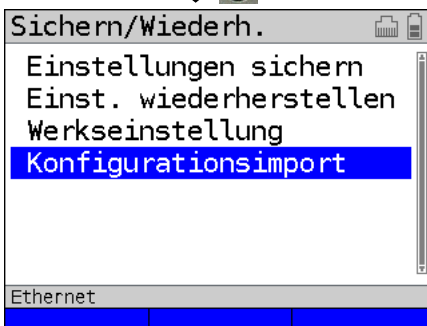 Sichern/Wiederh.
Einstellungen sichern
Einst. wiederherstellen
Werkseinstellung
Konfigurationsimport
Ethernet